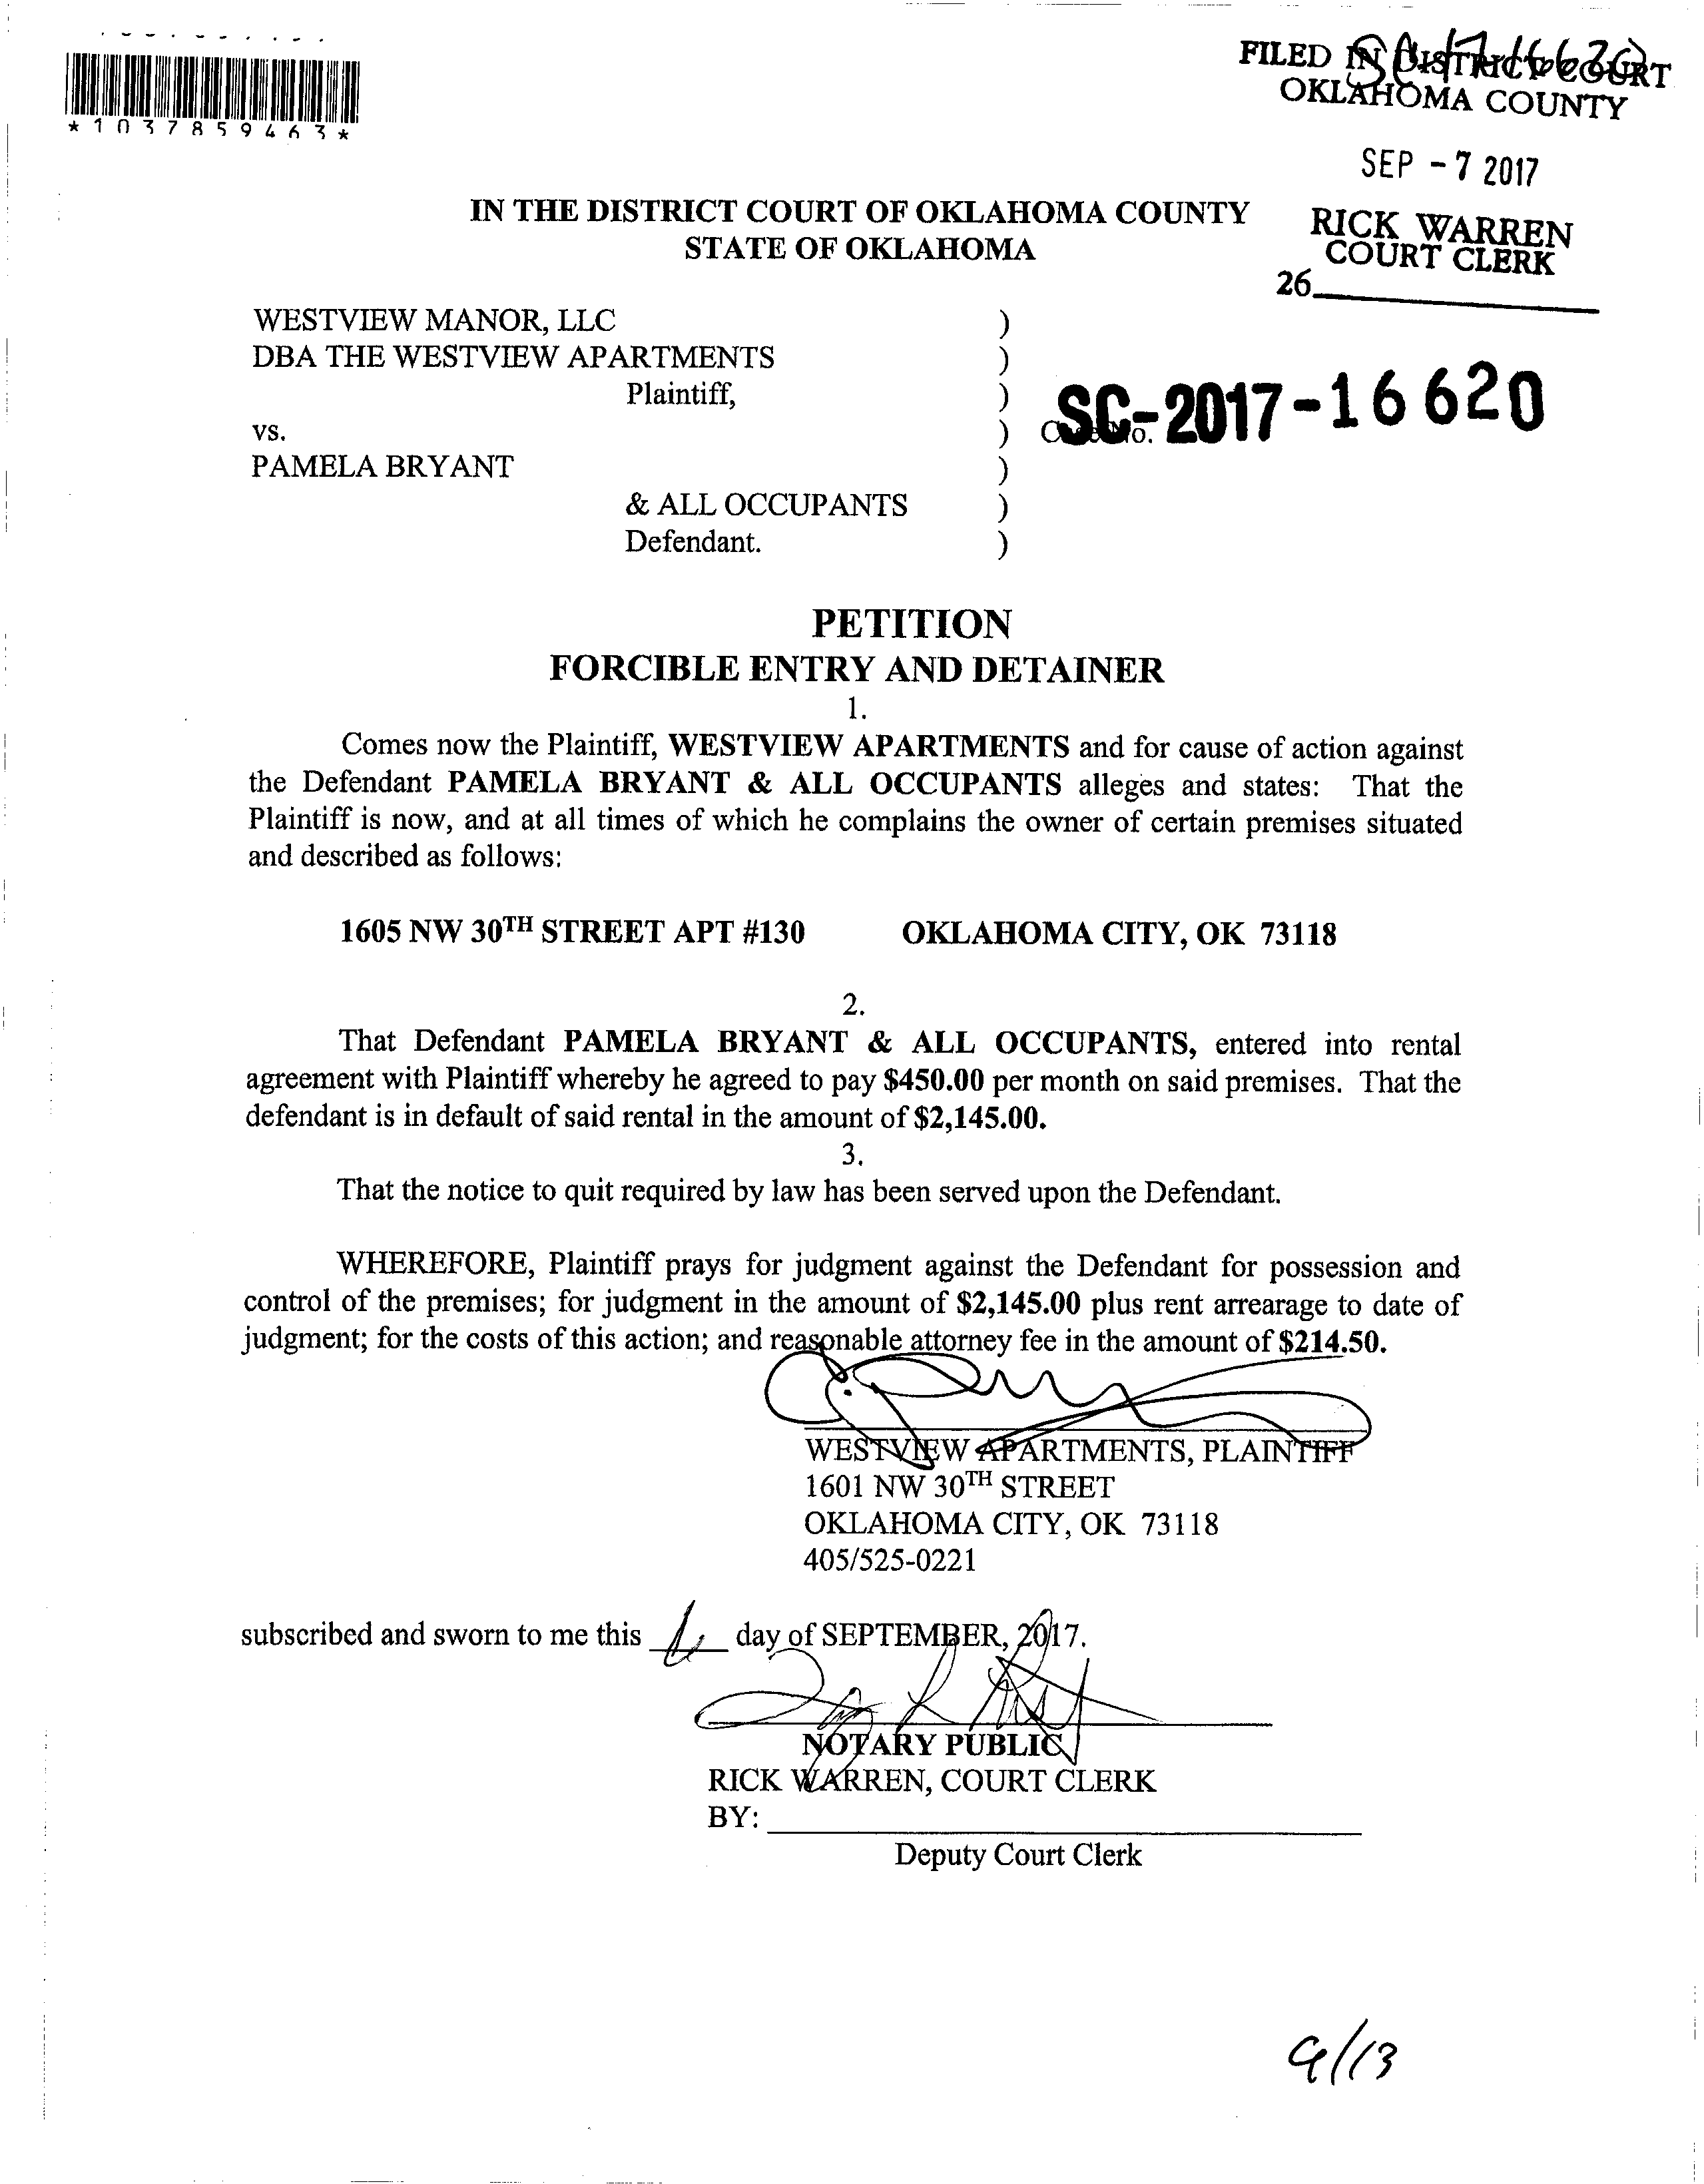 *1037859463*
SC-17-16620
FILED IN DISTRICT COURT
OKLAHOMA COUNTY
SEP - 7 2017
RICK WARREN
COURT CLERK
26
IN THE DISTRICT COURT OF OKLAHOMA COUNTY
STATE OF OKLAHOMA
WESTVIEW MANOR, LLC )
DBA THE WESTVIEW APARTMENTS )
Plaintiff, )
vs. ) Case No. SC-2017-16620
PAMELA BRYANT )
& ALL OCCUPANTS )
Defendant. )
PETITION
FORCIBLE ENTRY AND DETAINER
1.
Comes now the Plaintiff, WESTVIEW APARTMENTS and for cause of action against
the Defendant PAMELA BRYANT & ALL OCCUPANTS alleges and states: That the
Plaintiff is now, and at all times of which he complains the owner of certain premises situated
and described as follows:
1605 NW 30TH STREET APT #130 OKLAHOMA CITY, OK 73118
2.
That Defendant PAMELA BRYANT & ALL OCCUPANTS, entered into rental
agreement with Plaintiff whereby he agreed to pay $450.00 per month on said premises. That the
defendant is in default of said rental in the amount of $2,145.00.
3.
That the notice to quit required by law has been served upon the Defendant.
WHEREFORE, Plaintiff prays for judgment against the Defendant for possession and
control of the premises; for judgment in the amount of $2,145.00 plus rent arrearage to date of
judgment; for the costs of this action; and reasonable attorney fee in the amount of $214.50.
WESTVIEW APARTMENTS, PLAINTIFF
1601 NW 30TH STREET
OKLAHOMA CITY, OK 73118
405/525-0221
subscribed and sworn to me this 6 day of SEPTEMBER, 2017.
NOTARY PUBLIC
RICK WARREN, COURT CLERK
BY:
Deputy Court Clerk
9/13